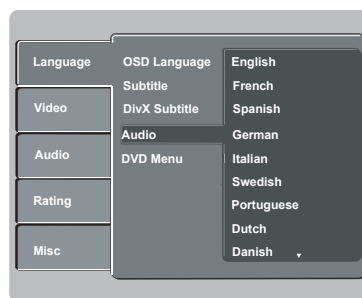 Language
Video
Audio
Rating
Misc
OSD Language
Subtitle
DivX Subtitle
Audio
DVD Menu
English
French
Spanish
German
Italian
Swedish
Portuguese
Dutch
Danish